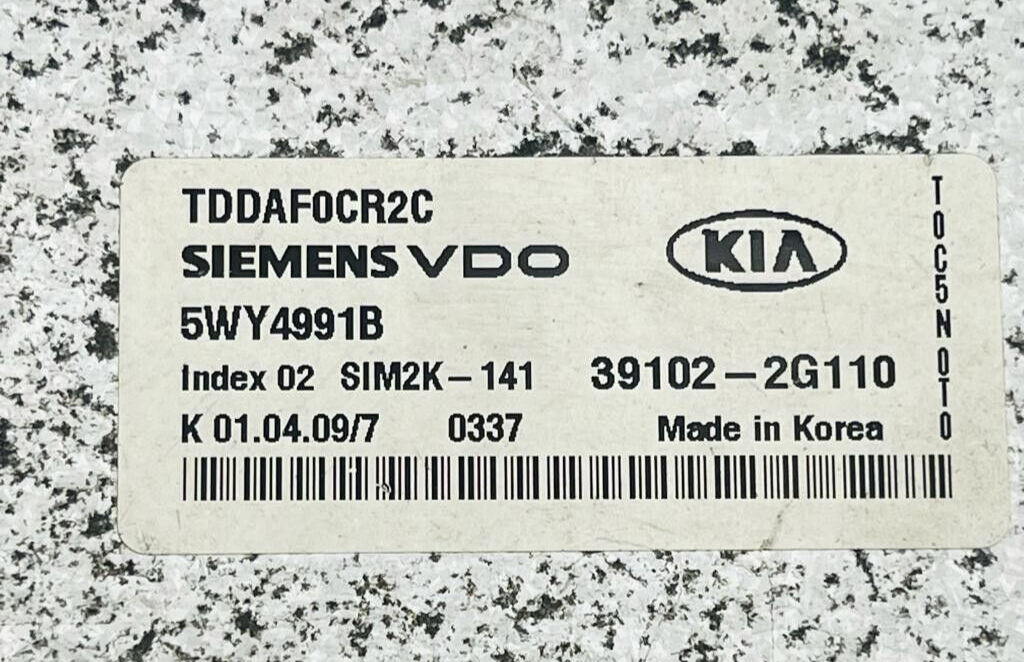 TDDAF0CR2C
SIEMENS VDO
KIA
5WY4991B
Index 02 SIM2K-141 39102-2G110
K 01.04.09/7 0337 Made in Korea
T0C5N0T0